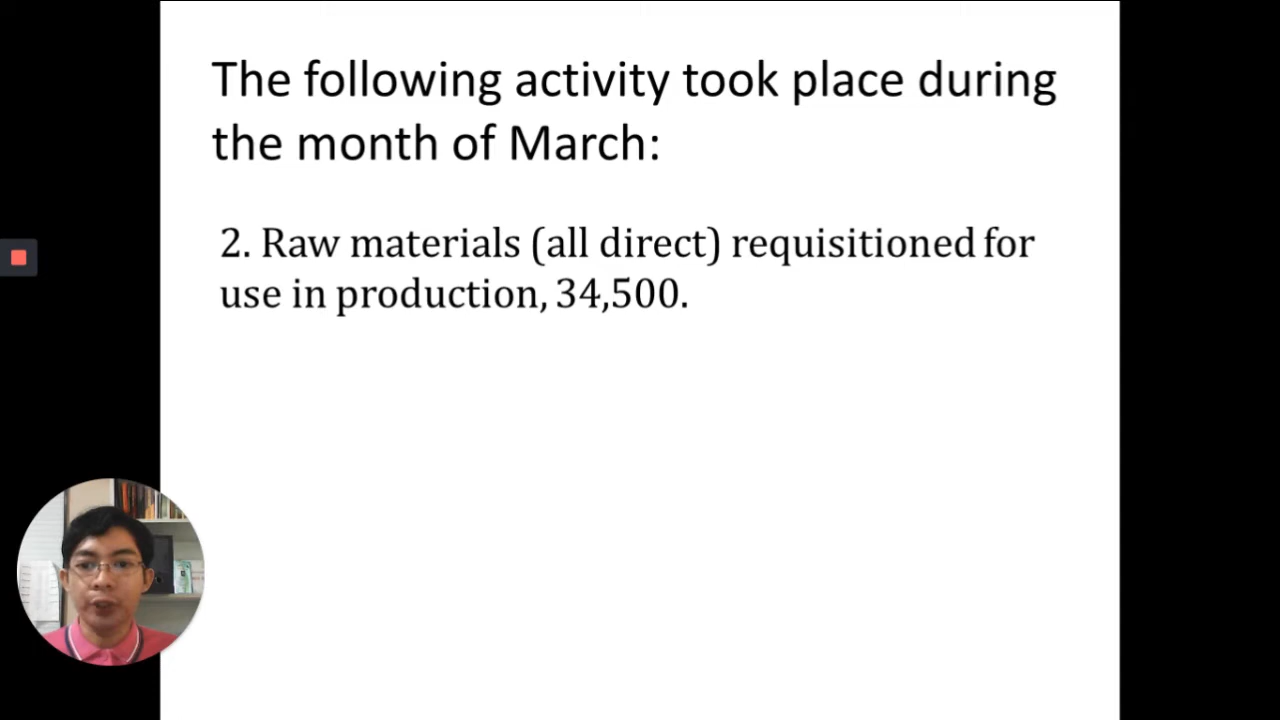 The following activity took place during
the month of March:
2. Raw materials (all direct) requisitioned for
use in production, 34,500.